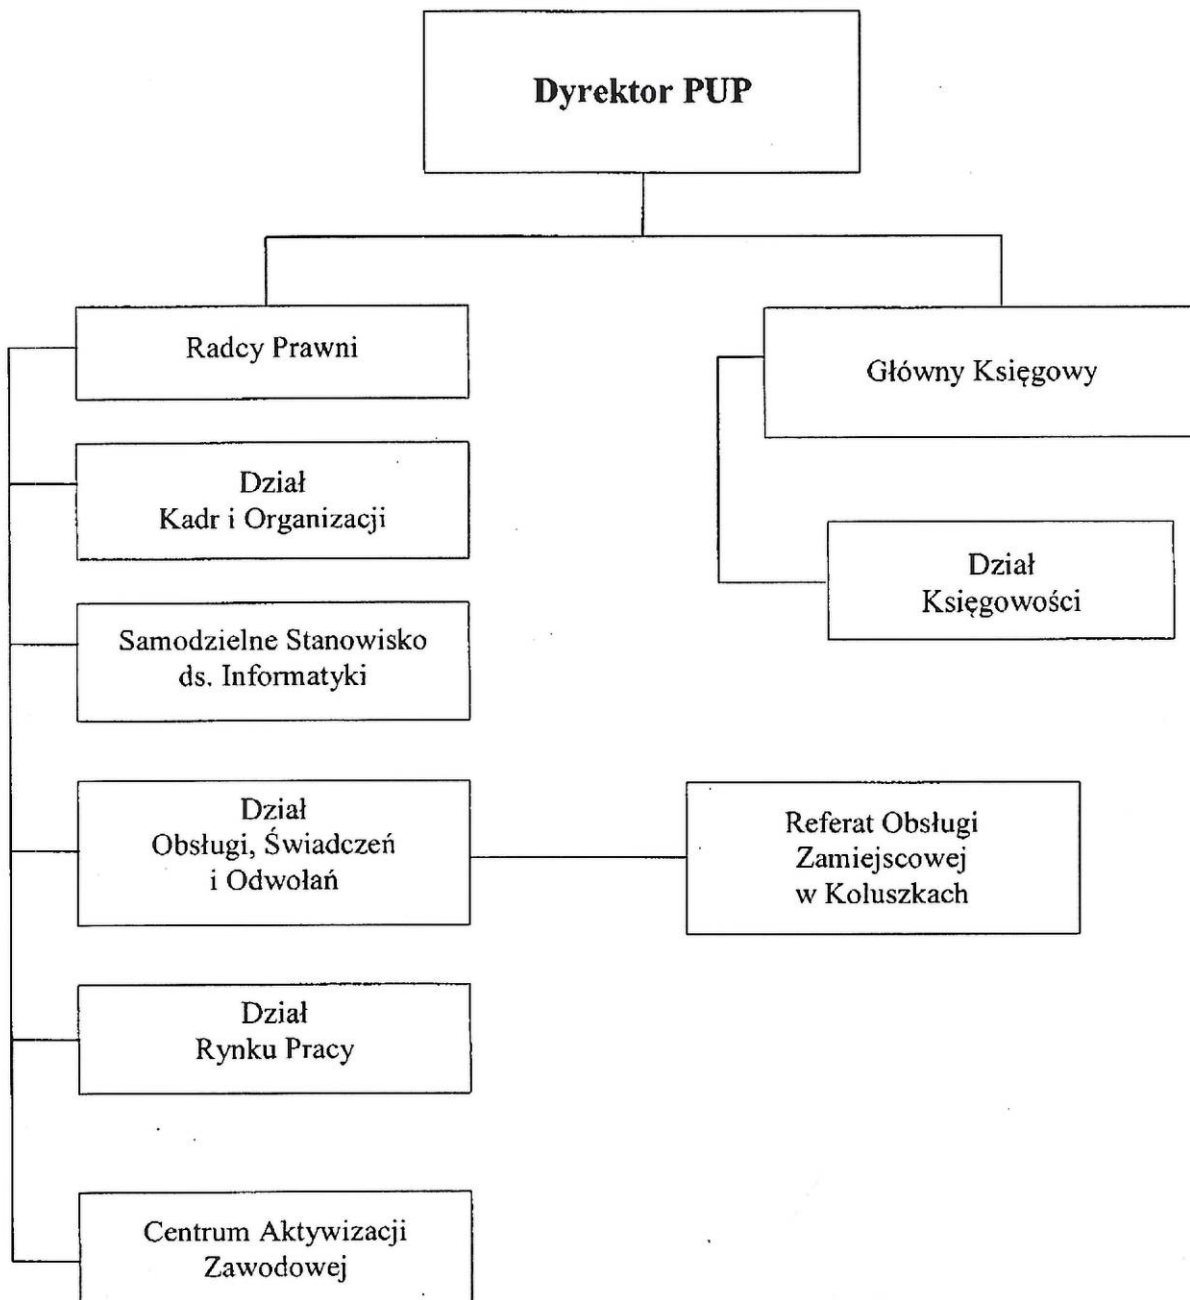 Dyrektor PUP
Radcy Prawni
Główny Księgowy
Dział
Kadr i Organizacji
Dział
Księgowości
Samodzielne Stanowisko
ds. Informatyki
Dział
Obsługi, Świadczeń
i Odwołań
Referat Obsługi
Zamiejscowej
w Koluszkach
Dział
Rynku Pracy
Centrum Aktywizacji
Zawodowej